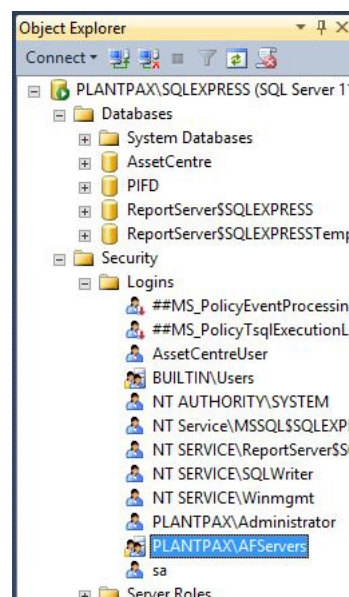 Object Explorer
Connect
PLANTPAX\SQLEXPRESS (SQL Server 1
Databases
System Databases
AssetCentre
PIFD
ReportServer$SQLEXPRESS
ReportServer$SQLEXPRESSTemp
Security
Logins
##MS_PolicyEventProcessin
##MS_PolicyTsqlExecutionL
AssetCentreUser
BUILTIN\Users
NT AUTHORITY\SYSTEM
NT Service\MSSQL$SQLEXP
NT SERVICE\ReportServer$S
NT SERVICE\SQLWriter
NT SERVICE\Winmgmt
PLANTPAX\Administrator
PLANTPAX\AFServers
sa
Server Roles